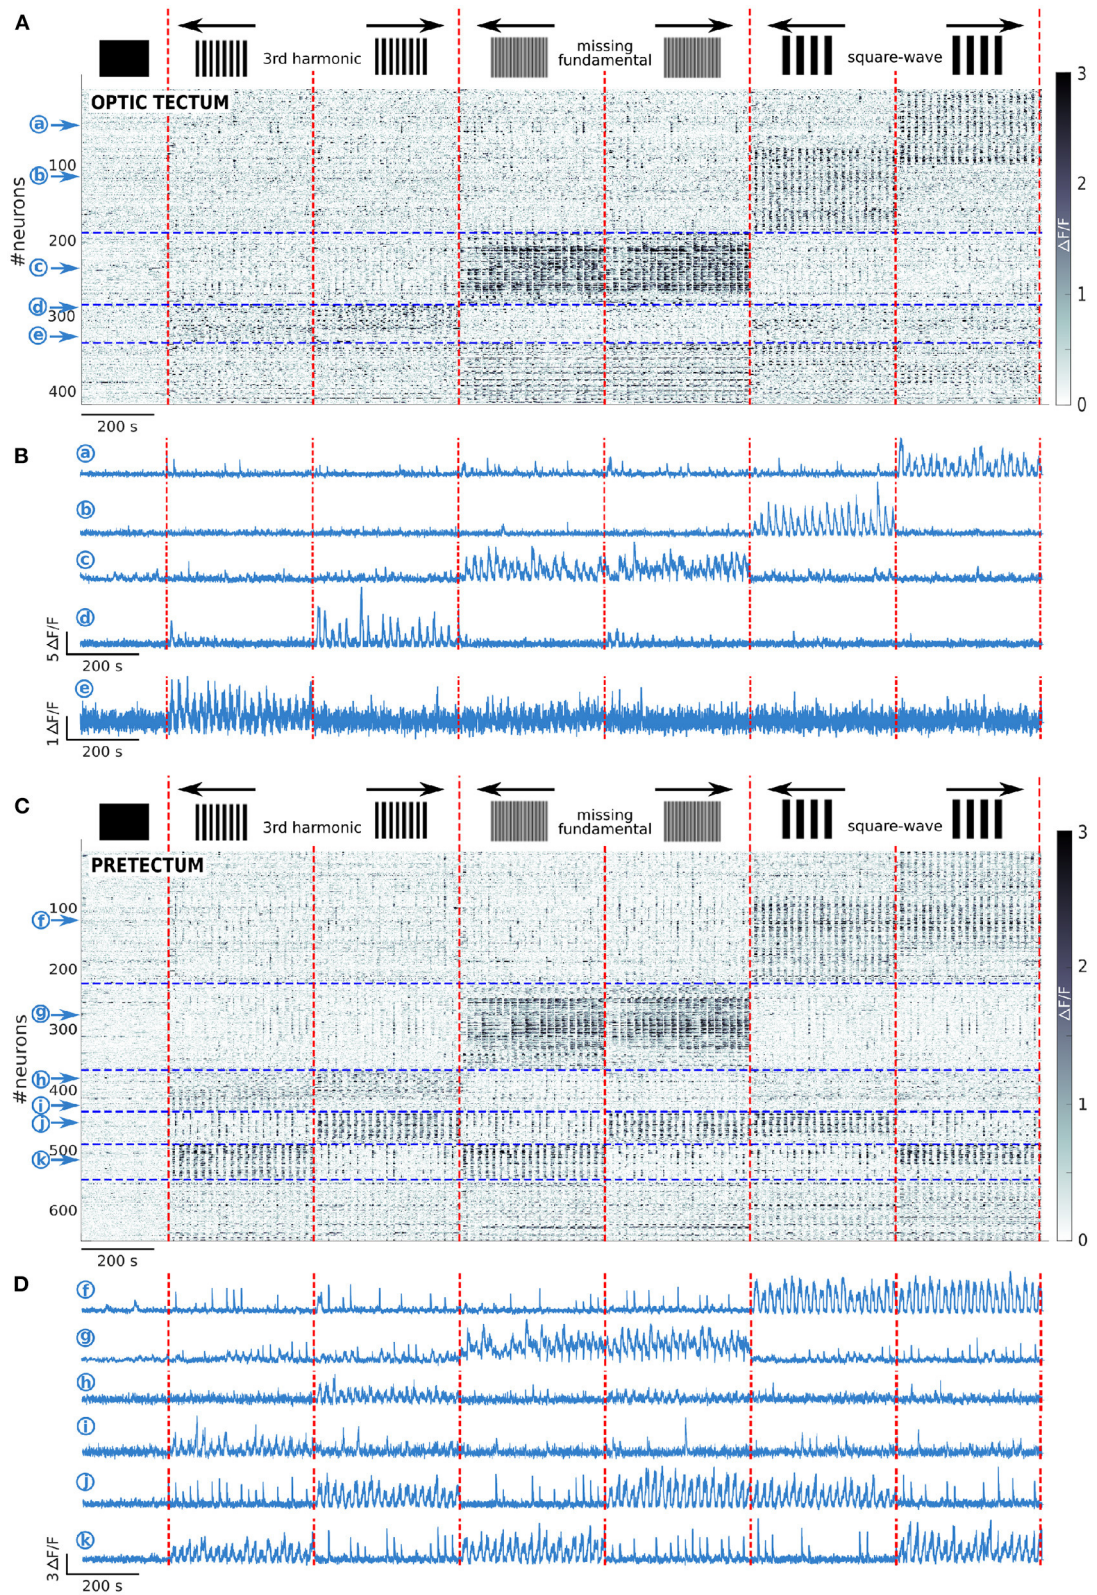 A
3rd harmonic
missing
fundamental
square-wave
OPTIC TECTUM
#neurons
a
b
c
d
e
100
200
300
400
3
2
1
0
ΔF/F
200 s
B
a
b
c
d
5 ΔF/F
200 s
e
1 ΔF/F
200 s
C
3rd harmonic
missing
fundamental
square-wave
PRETECTUM
#neurons
100
f
200
g
300
h
400
i
j
500
k
600
3
2
1
0
ΔF/F
200 s
D
f
g
h
i
j
k
3 ΔF/F
200 s